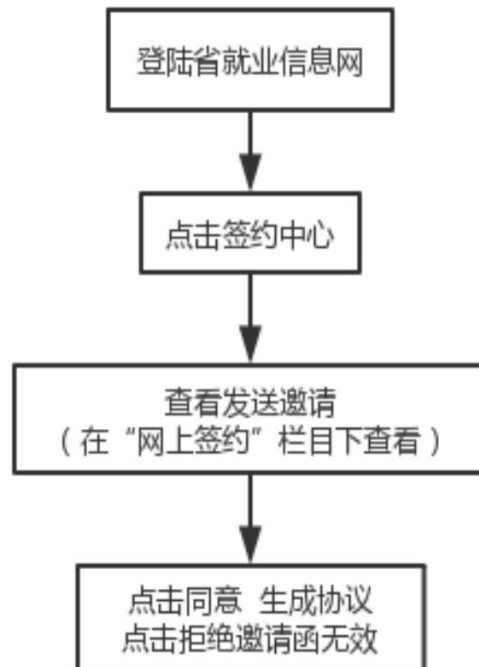 登陆省就业信息网
点击签约中心
查看发送邀请
（在“网上签约”栏目下查看）
点击同意 生成协议
点击拒绝邀请函无效